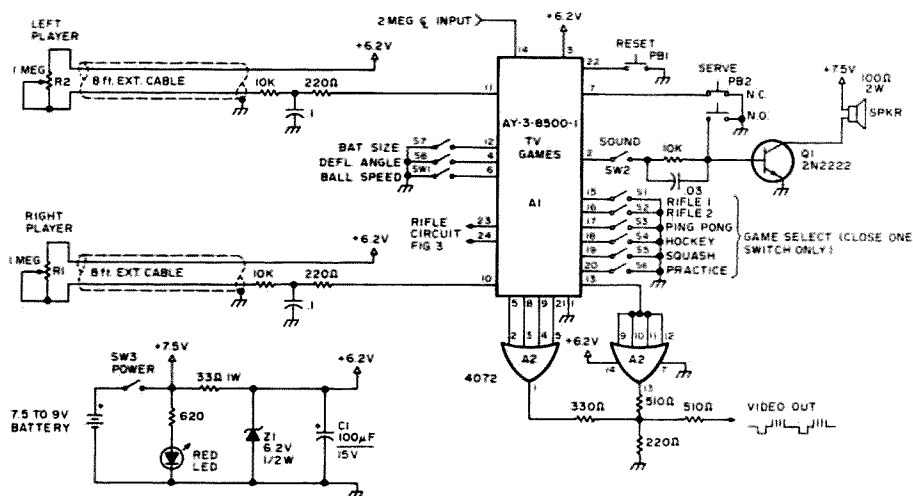 LEFT PLAYER
1 MEG
R2
8 ft. EXT. CABLE
10K
220Ω
.1
+6.2V
2 MEG ℄ INPUT
14
+6.2V
3
11
RESET
PB1
22
SERVE
PB2
7
N.C.
N.O.
+7.5V
100Ω
2W
SPKR
AY-3-8500-1
TV
GAMES
A1
BAT SIZE
S7
12
DEFL ANGLE
S8
4
BALL SPEED
SW1
6
2
SOUND
SW2
10K
.03
Q1
2N2222
RIFLE
CIRCUIT
FIG 3
23
24
15
S1
RIFLE 1
16
S2
RIFLE 2
17
S3
PING PONG
18
S4
HOCKEY
19
S5
SQUASH
20
S6
PRACTICE
13
GAME SELECT (CLOSE ONE
SWITCH ONLY)
RIGHT
PLAYER
1 MEG
R1
8 ft. EXT. CABLE
10K
220Ω
.1
+6.2V
10
5 8 9 21 1
2 3 4 5
A2
4072
1
9 10 11 12
+6.2V
14
A2
7
13
510Ω
330Ω
510Ω
220Ω
VIDEO OUT
SW3
POWER
+7.5V
33Ω 1W
+6.2V
7.5 TO 9V
BATTERY
+
620
RED
LED
Z1
6.2V
1/2W
+
C1
100µF
15V